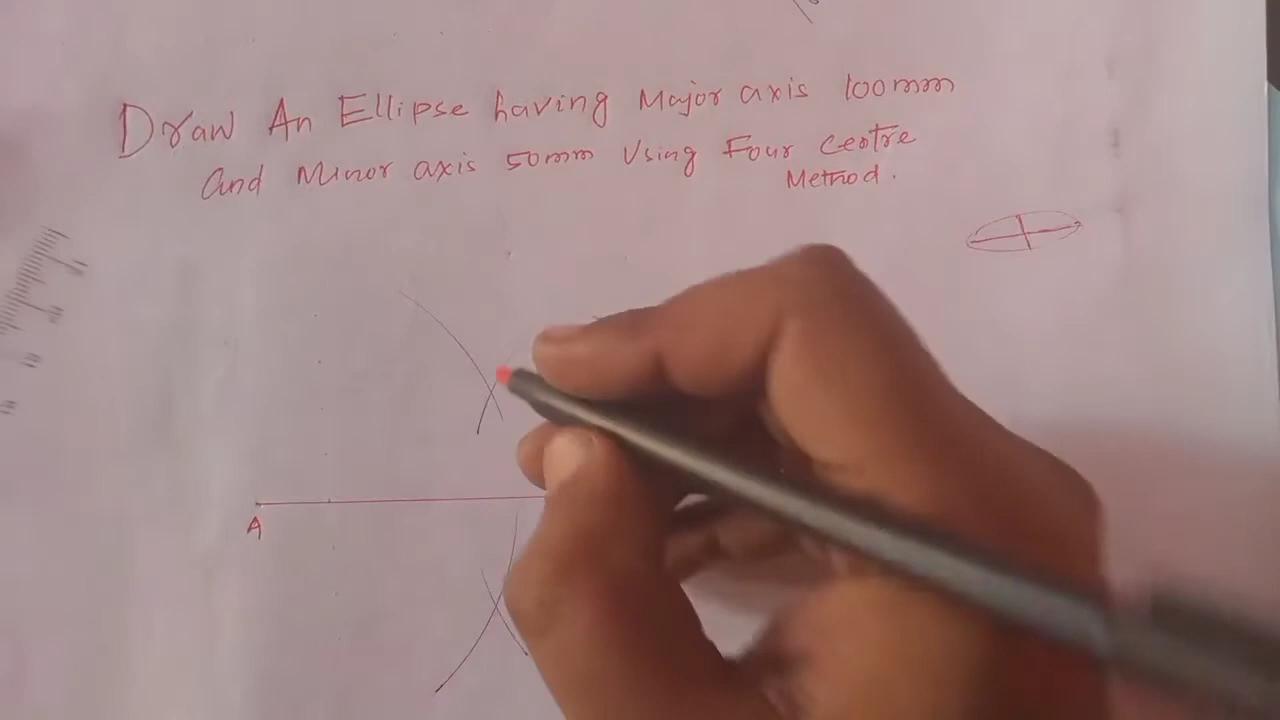 Draw An Ellipse having Major axis 100mm
and Minor axis 50mm Using Four Centre
Method.
A